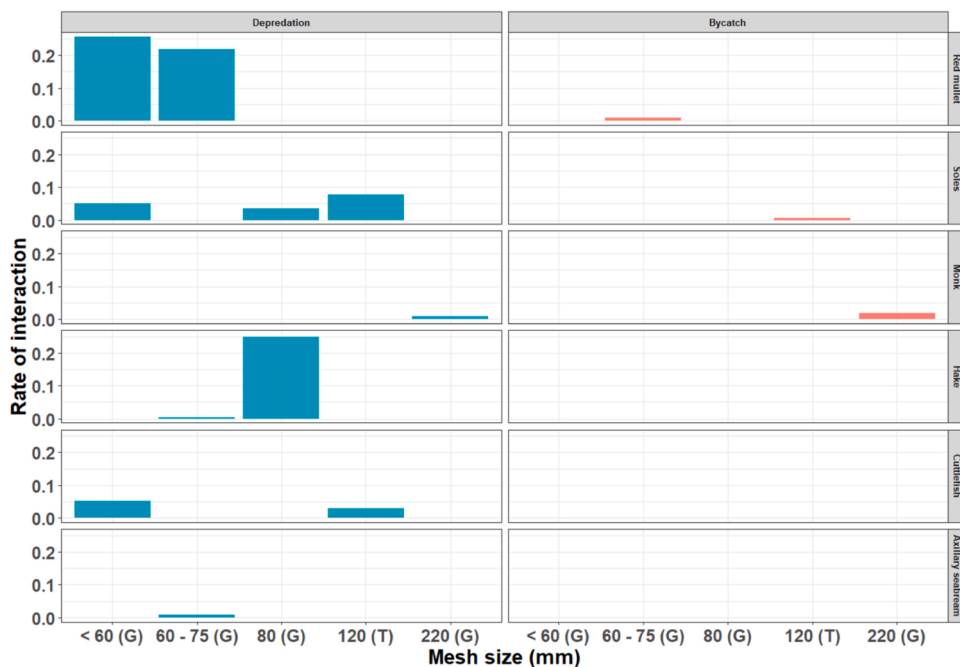 Depredation Bycatch
0.2
0.1
0.0
Red mullet
0.2
0.1
0.0
Soles
0.2
0.1
0.0
Monk
0.2
0.1
0.0
Hake
0.2
0.1
0.0
Cuttlefish
0.2
0.1
0.0
Axillary seabream
Rate of interaction
< 60 (G) 60 - 75 (G) 80 (G) 120 (T) 220 (G) < 60 (G) 60 - 75 (G) 80 (G) 120 (T) 220 (G)
Mesh size (mm)